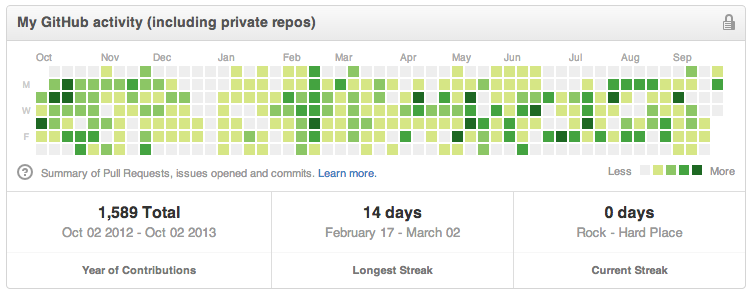 My GitHub activity (including private repos)
Oct Nov Dec Jan Feb Mar Apr May Jun Jul Aug Sep
M
W
F
? Summary of Pull Requests, issues opened and commits. Learn more. Less More
1,589 Total 14 days 0 days
Oct 02 2012 - Oct 02 2013 February 17 - March 02 Rock - Hard Place
Year of Contributions Longest Streak Current Streak